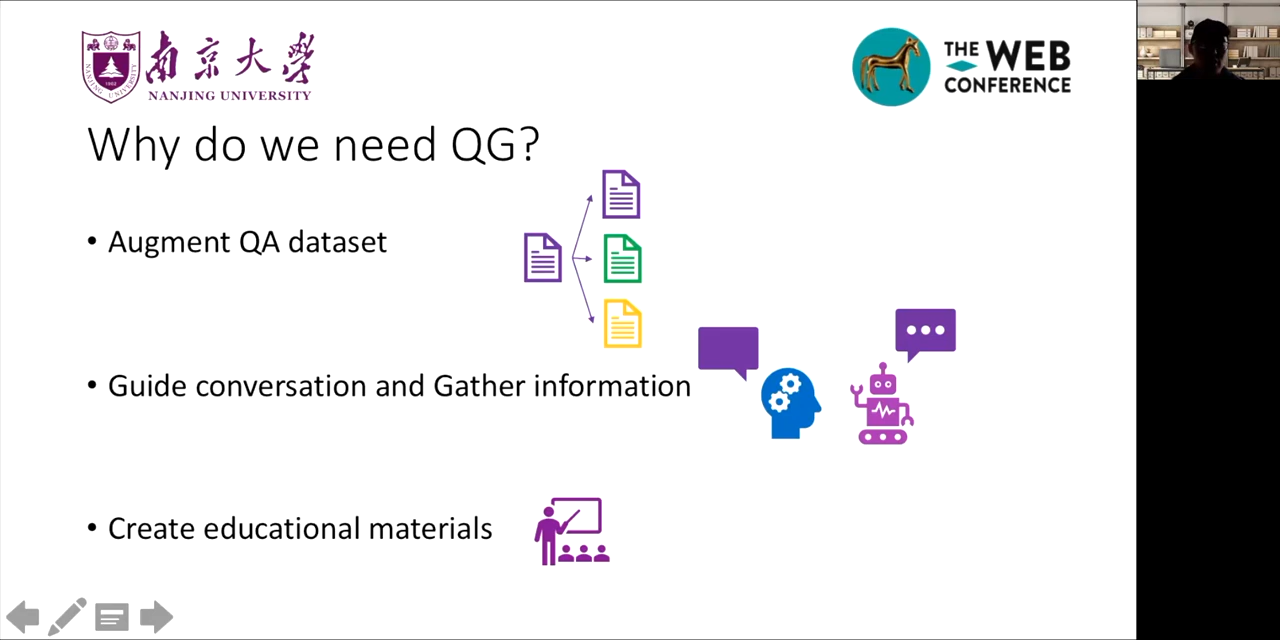 南京大学
NANJING UNIVERSITY
THE WEB
CONFERENCE
Why do we need QG?
• Augment QA dataset
• Guide conversation and Gather information
• Create educational materials